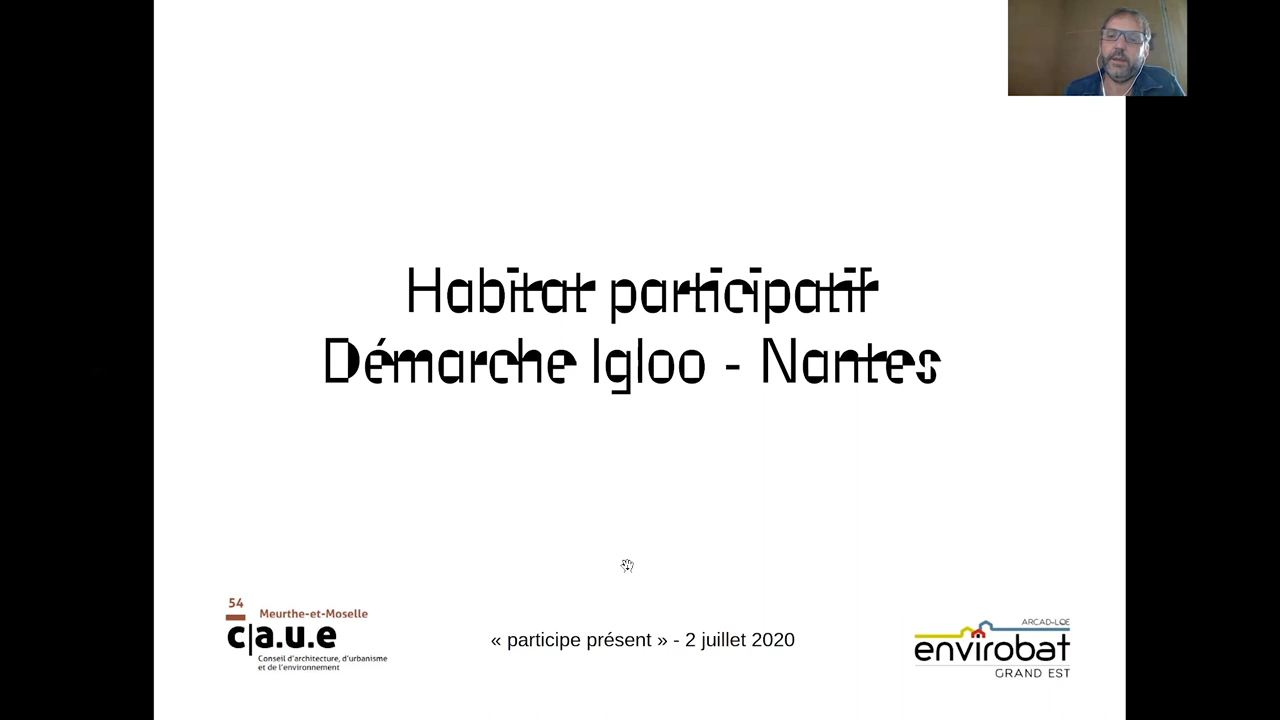 Habitat participatif
Démarche Igloo - Nantes
54
Meurthe-et-Moselle
c|a.u.e
Conseil d'architecture, d'urbanisme
et de l'environnement
« participe présent » - 2 juillet 2020
ARCAD-LQE
envirobat
GRAND EST